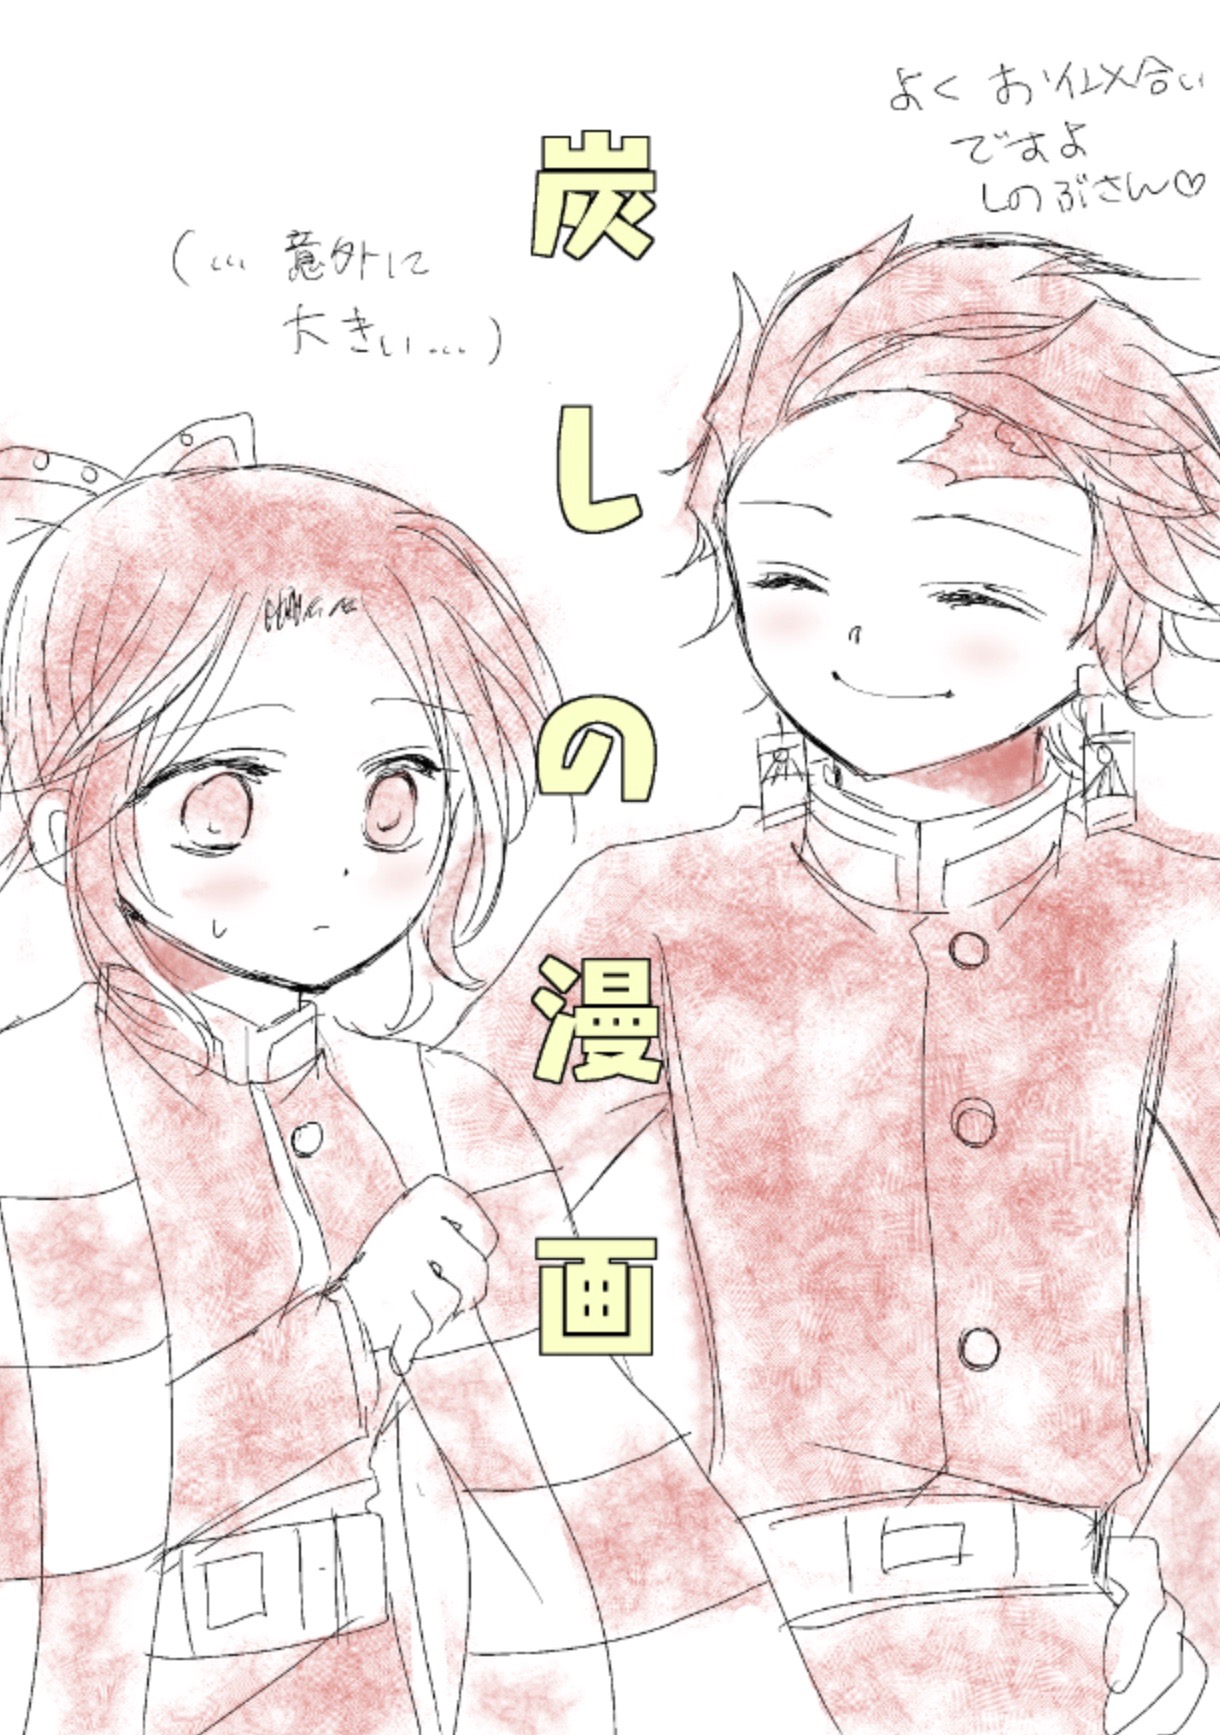 よくお似合い
ですよ
しのぶさん♡
炭しの漫画
(… 意外に
大きい…)